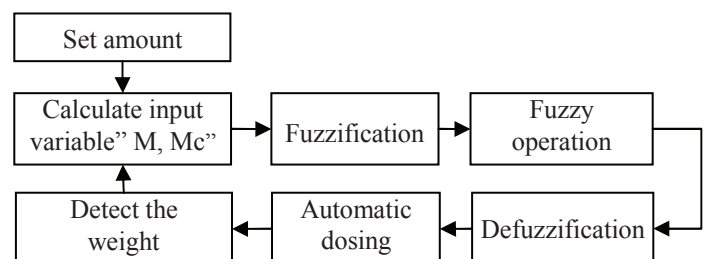 Set amount
Calculate input
variable” M, Mc”
Fuzzification
Fuzzy
operation
Defuzzification
Automatic
dosing
Detect the
weight